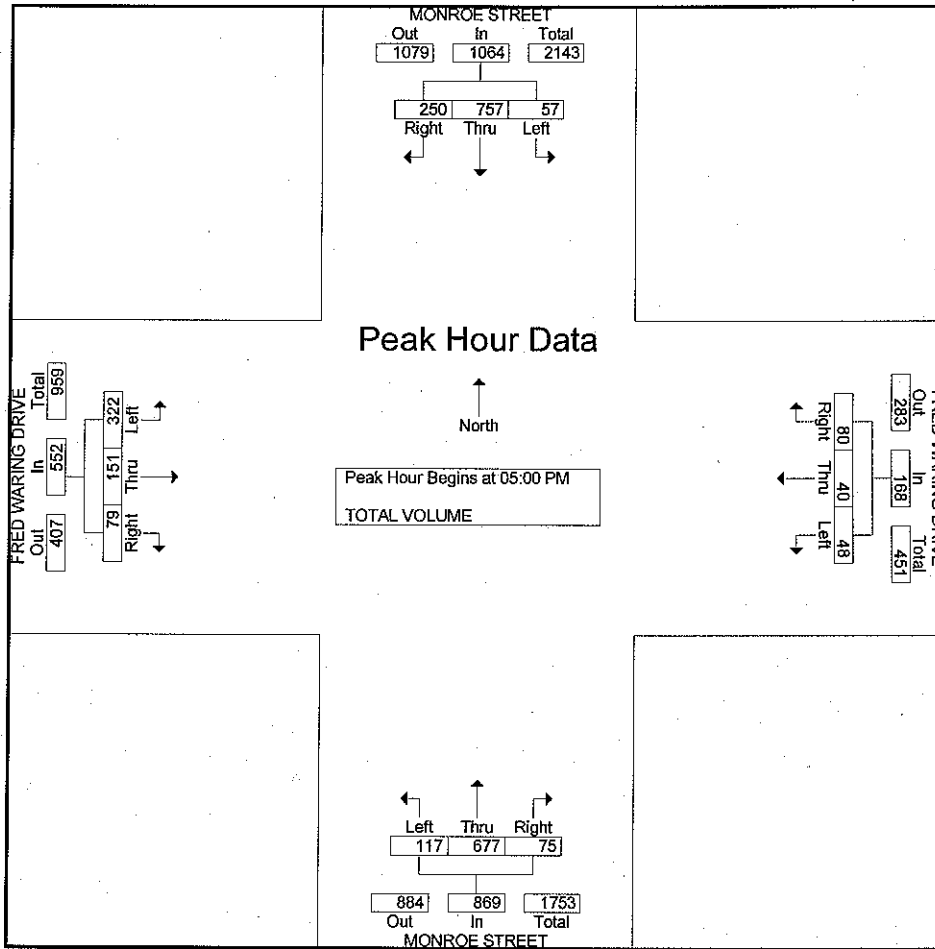 MONROE STREET
Out In Total
1079 1064 2143
250 757 57
Right Thru Left
Peak Hour Data
North
Peak Hour Begins at 05:00 PM
TOTAL VOLUME
FRED WARING DRIVE
Out In Total
407 552 959
Right Thru Left
79 151 322
Right Thru Left
80 40 48
Out In Total
283 168 451
WARING DRIVE
Left Thru Right
117 677 75
884 869 1753
Out In Total
MONROE STREET